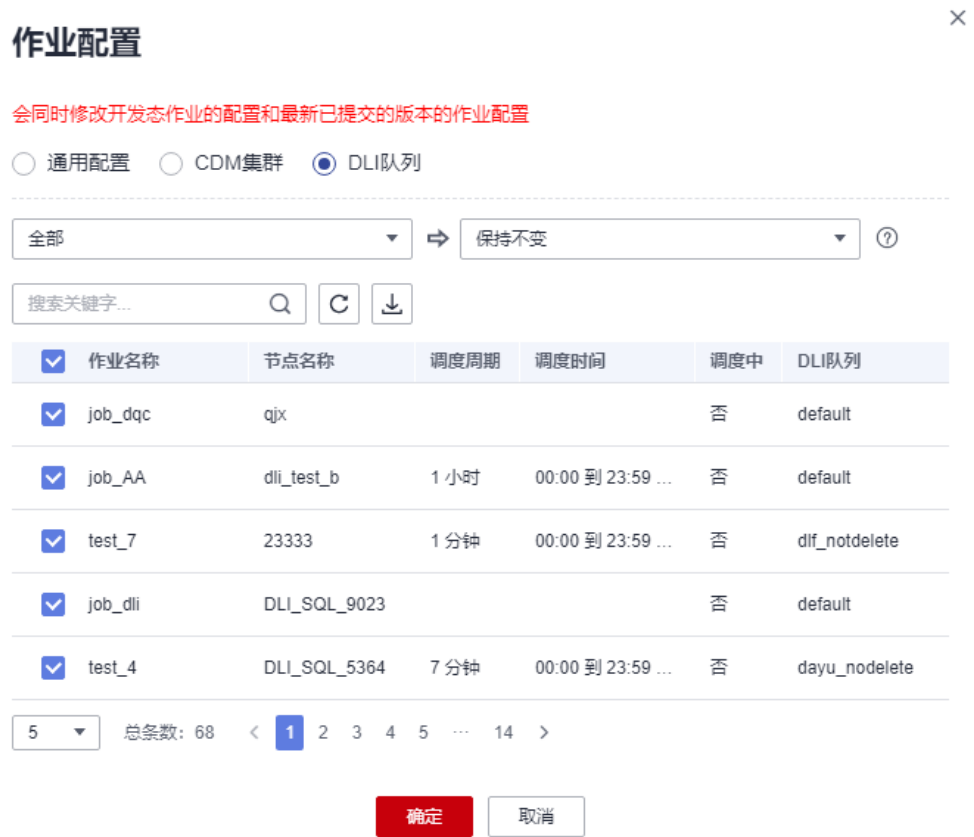 作业配置
会同时修改开发态作业的配置和最新已提交的版本的作业配置
通用配置 CDM集群 DLI队列
全部 保持不变
搜索关键字...
作业名称 节点名称 调度周期 调度时间 调度中 DLI队列
job_dqc qjx 否 default
job_AA dli_test_b 1 小时 00:00 到 23:59 ... 否 default
test_7 23333 1 分钟 00:00 到 23:59 ... 否 dlf_notdelete
job_dli DLI_SQL_9023 否 default
test_4 DLI_SQL_5364 7 分钟 00:00 到 23:59 ... 否 dayu_nodelete
5 总条数: 68 < 1 2 3 4 5 ... 14 >
确定 取消